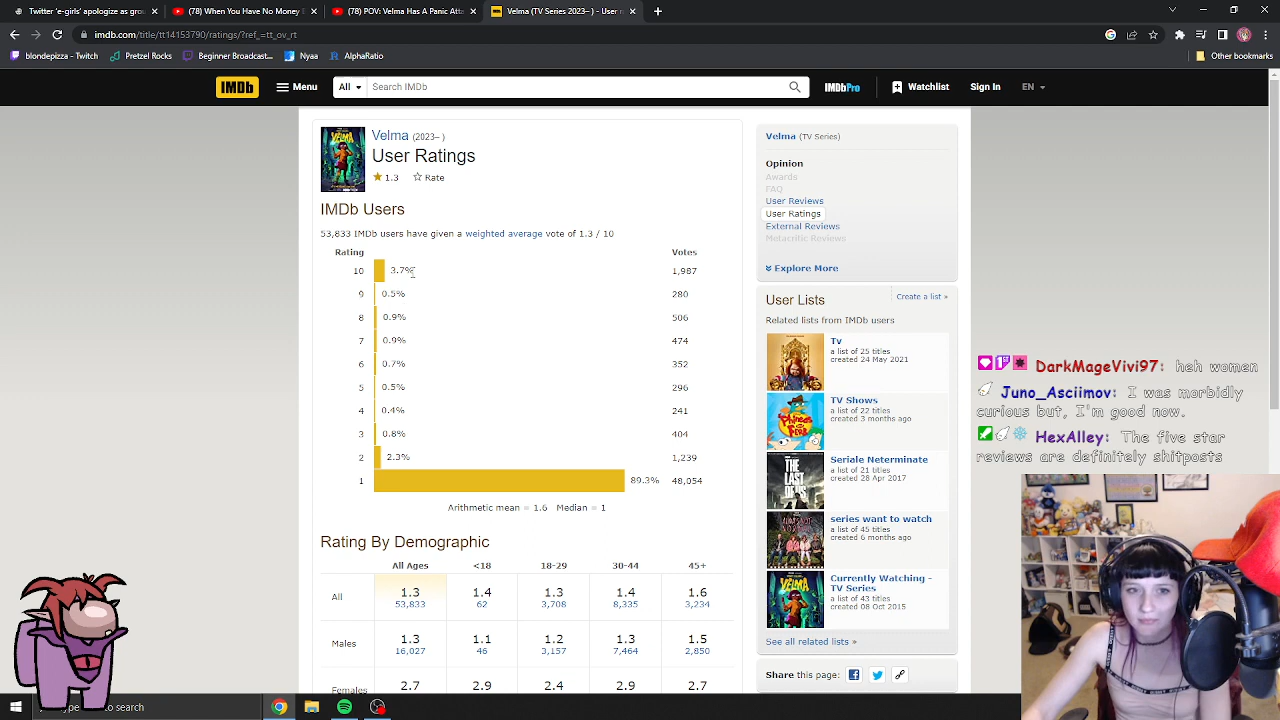 Twitter 'e-girls' apologize as grou
(78) When You Have No Money E
(78) POV: Velma Has A Panic Atta
Velma (TV Series 2023–) - User r
imdb.com/title/tt14153790/ratings/?ref_=tt_ov_rt
blondepizza - Twitch
Pretzel Rocks
Beginner Broadcast...
Nyaa
AlphaRatio
Other bookmarks
IMDb
Menu
All
Search IMDb
IMDbPro
Watchlist
Sign In
EN
Velma (2023– )
User Ratings
1.3 Rate
IMDb Users
53,833 IMDb users have given a weighted average vote of 1.3 / 10
Rating Votes
10 3.7% 1,987
9 0.5% 280
8 0.9% 506
7 0.9% 474
6 0.7% 352
5 0.5% 296
4 0.4% 241
3 0.8% 404
2 2.3% 1,239
1 89.3% 48,054
Arithmetic mean = 1.6 Median = 1
Rating By Demographic
All Ages <18 18-29 30-44 45+
All 1.3 1.4 1.3 1.4 1.6
53,833 62 3,708 8,335 3,234
Males 1.3 1.1 1.2 1.3 1.5
16,027 46 3,157 7,464 2,850
Females 2.7 2.9 2.4 2.9 2.7
VELMA
Velma (TV Series)
Opinion
Awards
FAQ
User Reviews
User Ratings
External Reviews
Metacritic Reviews
Explore More
User Lists
Create a list »
Related lists from IMDb users
Tv
a list of 25 titles
created 24 May 2021
TV Shows
a list of 22 titles
created 3 months ago
Seriale Neterminate
a list of 21 titles
created 28 Apr 2017
series want to watch
a list of 45 titles
created 6 months ago
Currently Watching -
TV Series
a list of 43 titles
created 08 Oct 2015
See all related lists »
Share this page:
DarkMageVivi97: heh women
Juno_Asciimov: I was morbidly
curious but, I'm good now.
HexAlley: The five star
reviews are definitely shitposts
search